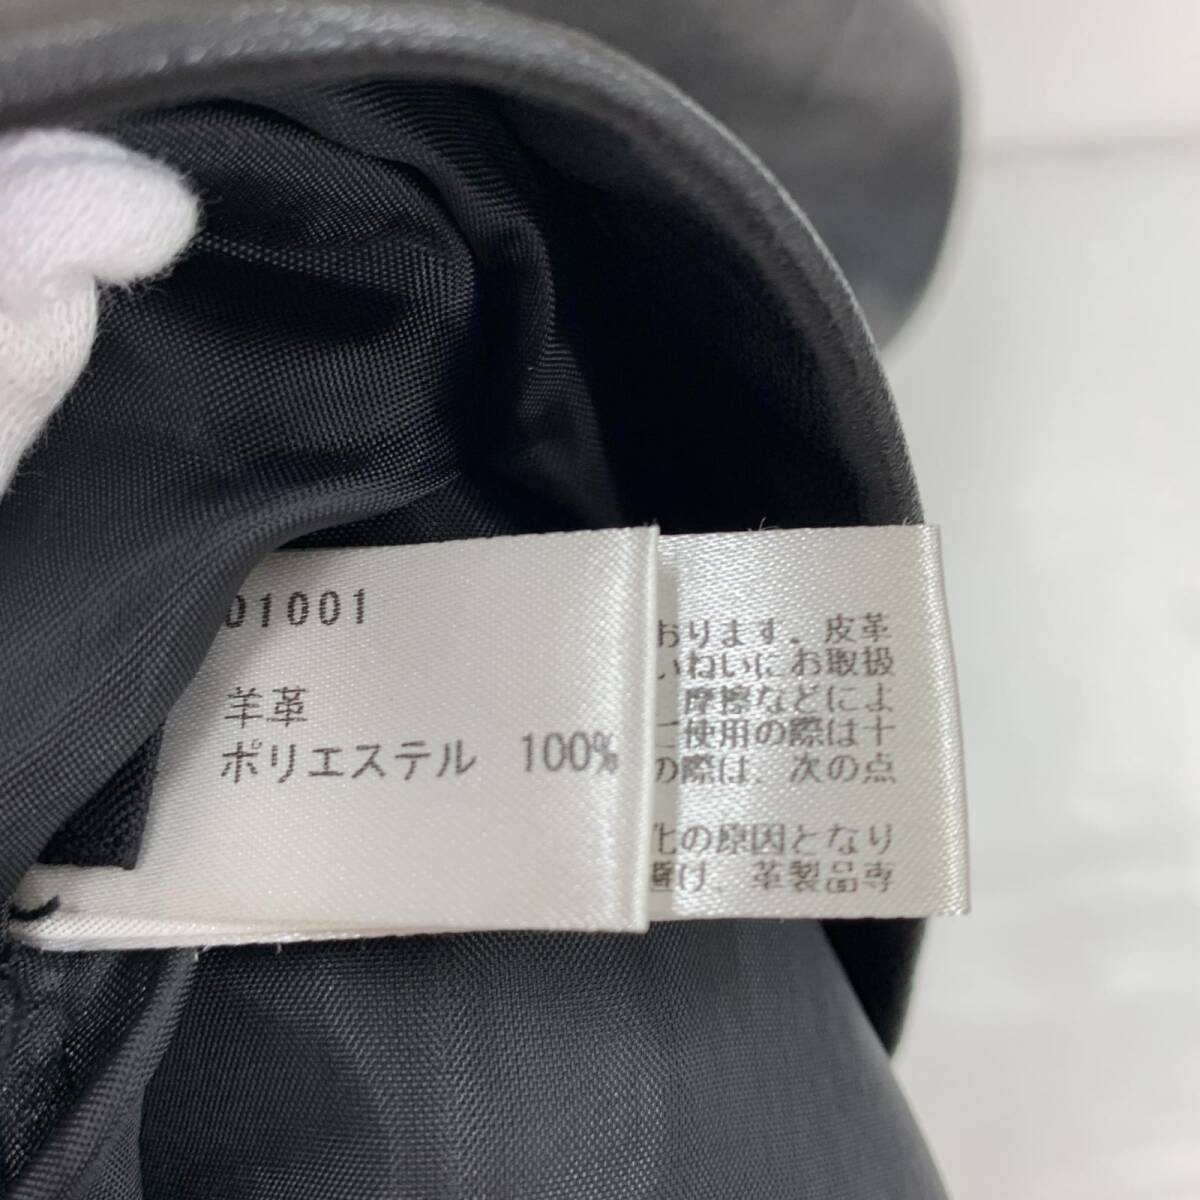 01001
羊革
ポリエステル 100%
おります、皮革
いねいにお取扱
摩擦などによ
ご使用の際は十
の際は、次の点
化の原因となり
避け、革製品専